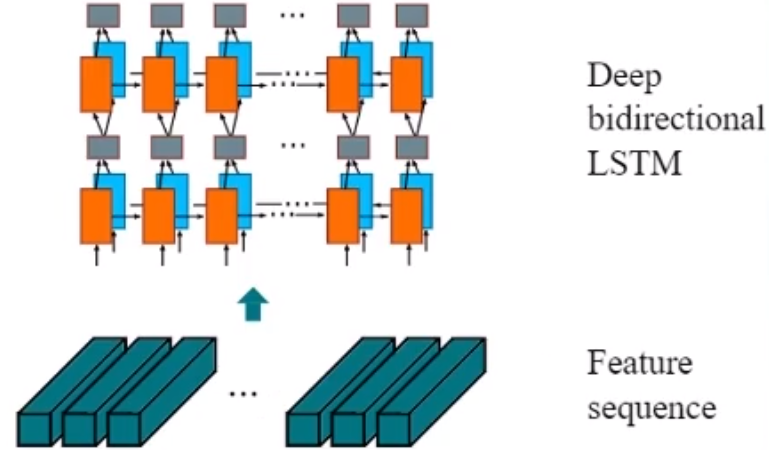 Deep
bidirectional
LSTM
Feature
sequence